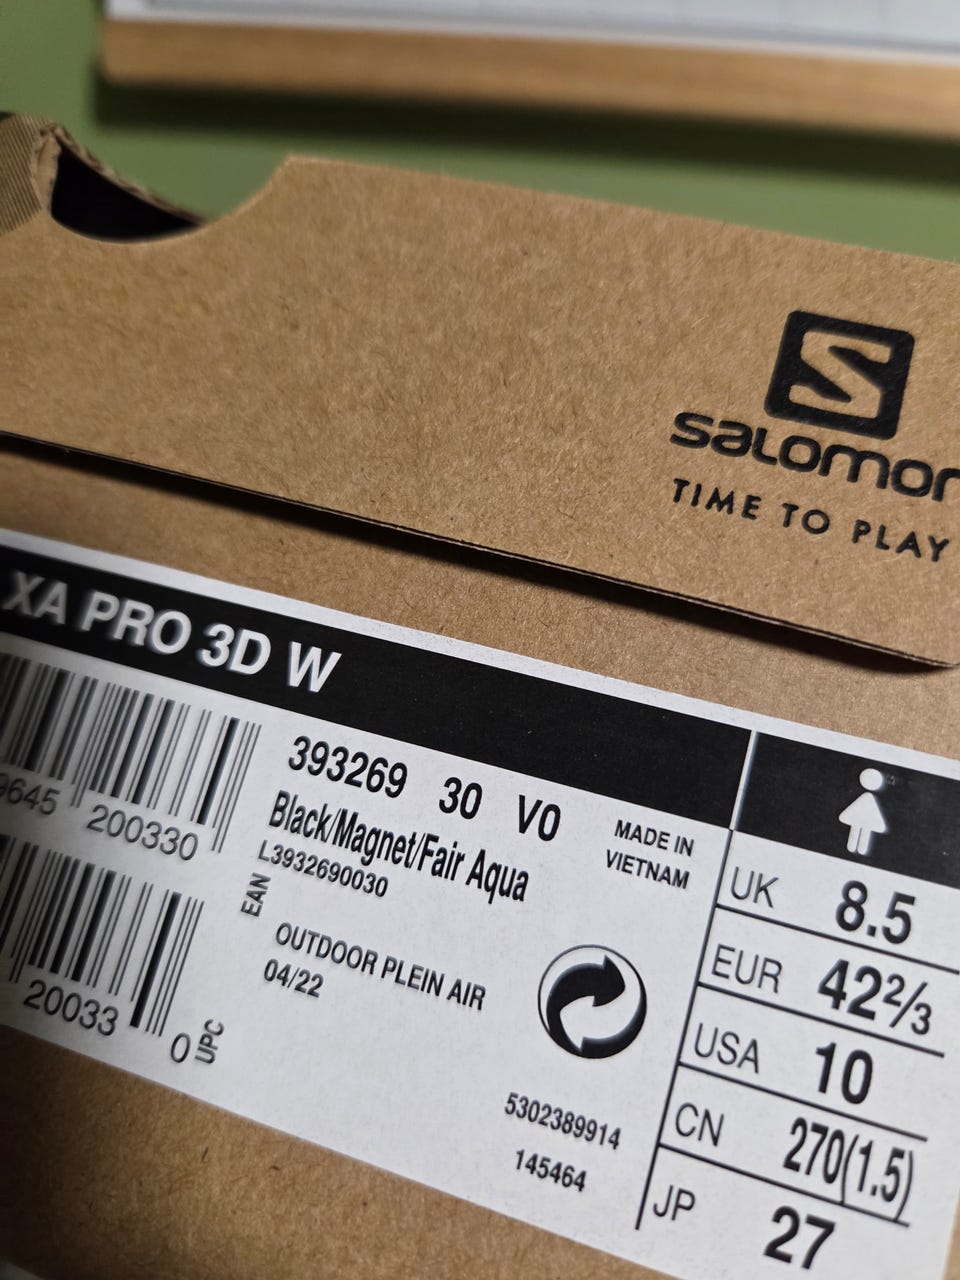 SALOMON
TIME TO PLAY
XA PRO 3D W
393269 30 V0
Black/Magnet/Fair Aqua
L3932690030
MADE IN
VIETNAM
9645 200330
EAN
OUTDOOR PLEIN AIR
04/22
20033 0
UPC
5302389914
145464
UK 8.5
EUR 42⅔
USA 10
CN 270(1.5)
JP 27